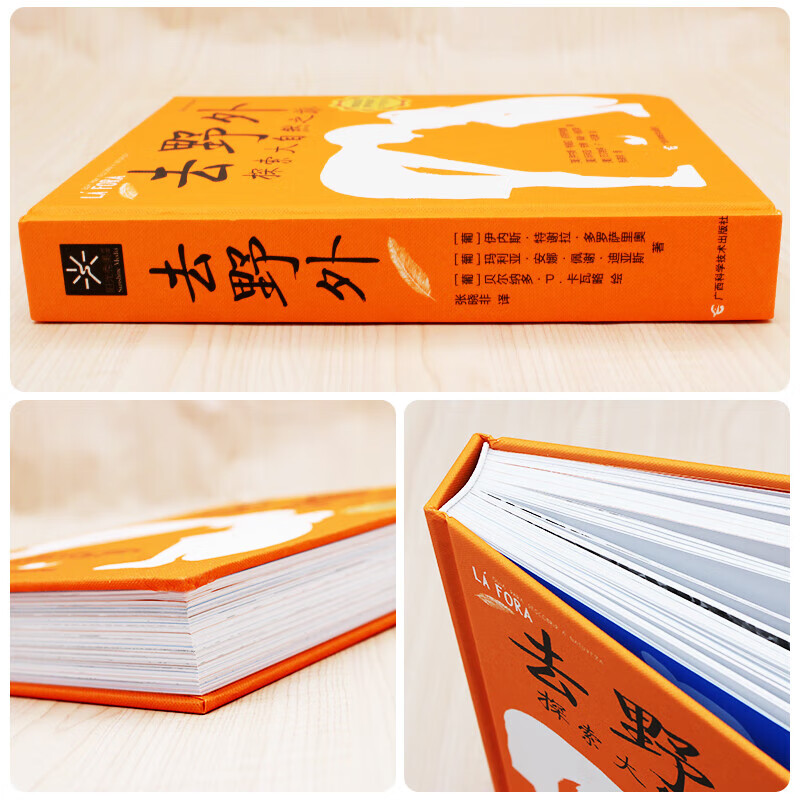 去野外
探索大自然之旅
LÁ FORA
去野外
[葡]伊内斯·特谢拉·多罗萨里奥
[葡]玛利亚·安娜·佩谢·迪亚斯 著
[葡]贝尔纳多·P.卡瓦略 绘
张晓非 译
广西科学技术出版社
LÁ FORA
去野
探索大